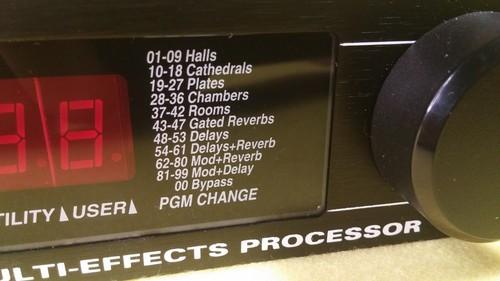 01-09 Halls
10-18 Cathedrals
19-27 Plates
28-36 Chambers
37-42 Rooms
43-47 Gated Reverbs
48-53 Delays
54-61 Delays+Reverb
62-80 Mod+Reverb
81-99 Mod+Delay
00 Bypass
PGM CHANGE
TILITY USER
ULTI-EFFECTS PROCESSOR